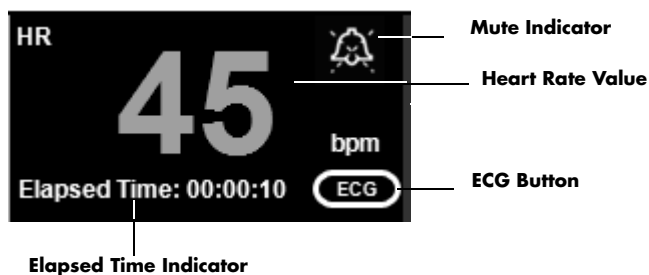 HR
Mute Indicator
45
Heart Rate Value
bpm
Elapsed Time: 00:00:10
ECG
ECG Button
Elapsed Time Indicator